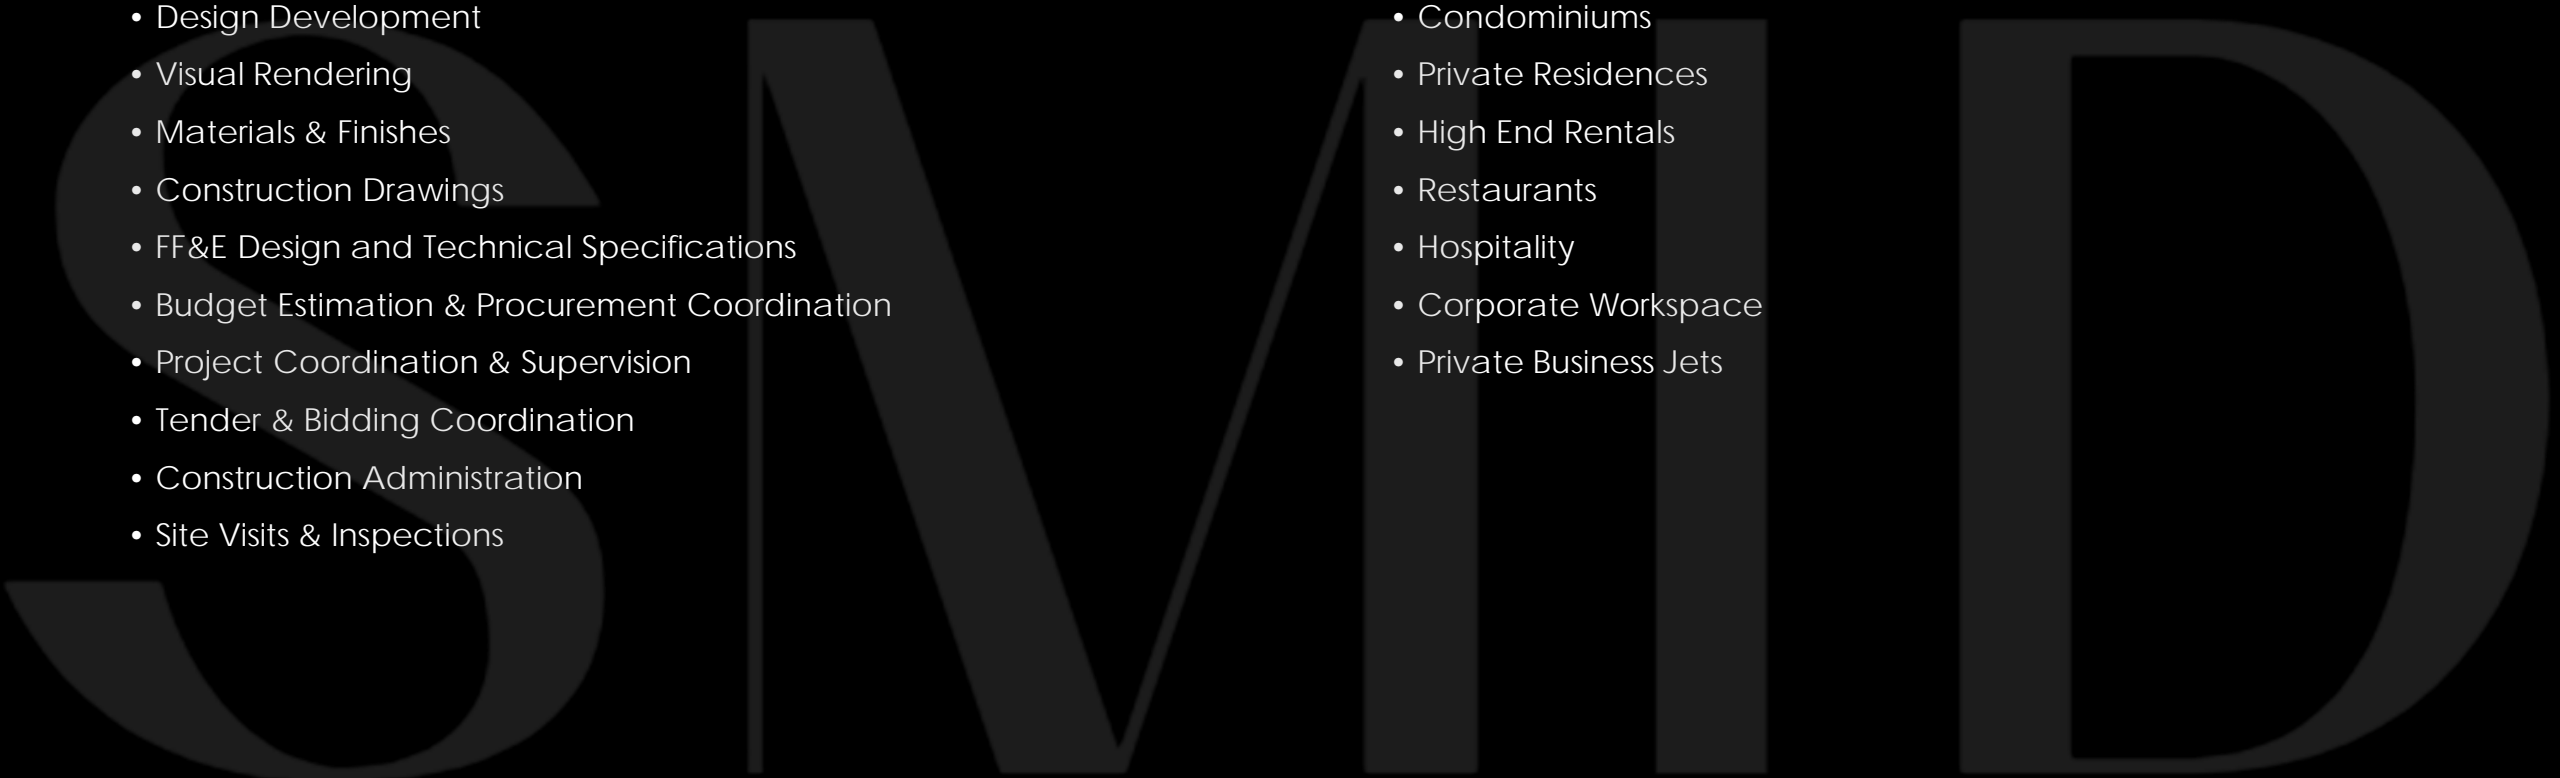 • Design Development
• Visual Rendering
• Materials & Finishes
• Construction Drawings
• FF&E Design and Technical Specifications
• Budget Estimation & Procurement Coordination
• Project Coordination & Supervision
• Tender & Bidding Coordination
• Construction Administration
• Site Visits & Inspections
• Condominiums
• Private Residences
• High End Rentals
• Restaurants
• Hospitality
• Corporate Workspace
• Private Business Jets
SMID